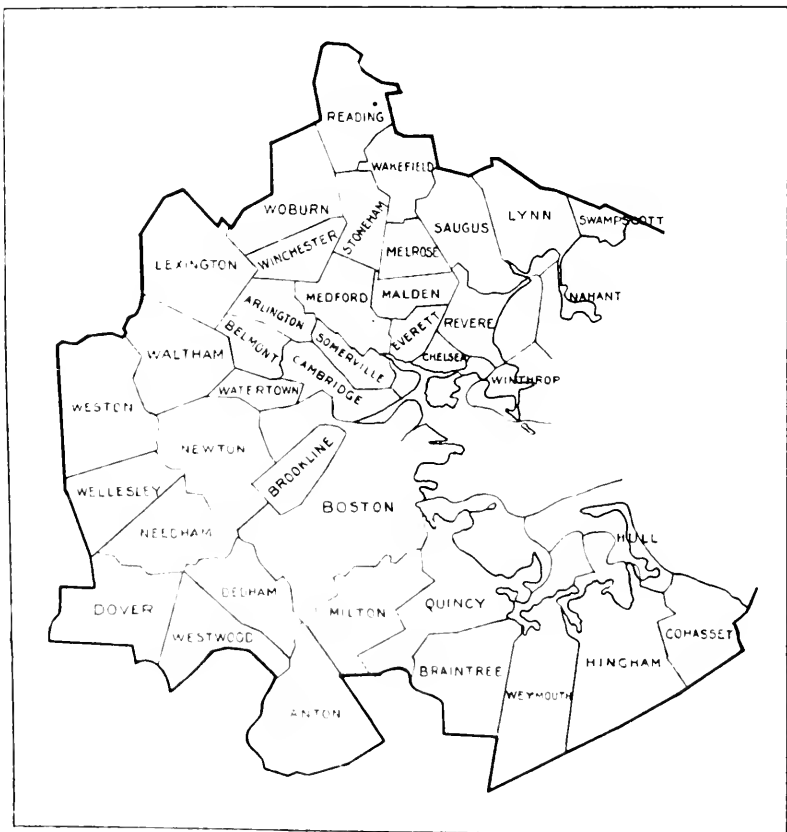 READING
WAKEFIELD
WOBURN
STONEHAM
WINCHESTER
SAUGUS
LYNN
SWAMPSCOTT
LEXINGTON
MELROSE
MEDFORD
MALDEN
NAHANT
ARLINGTON
EVERETT
REVERE
BELMONT
SOMERVILLE
CHELSEA
WALTHAM
CAMBRIDGE
WINTHROP
WATERTOWN
WESTON
NEWTON
BROOKLINE
WELLESLEY
BOSTON
NEEDHAM
HULL
DEDHAM
DOVER
MILTON
QUINCY
WESTWOOD
COHASSET
BRAINTREE
HINGHAM
WEYMOUTH
ANTON